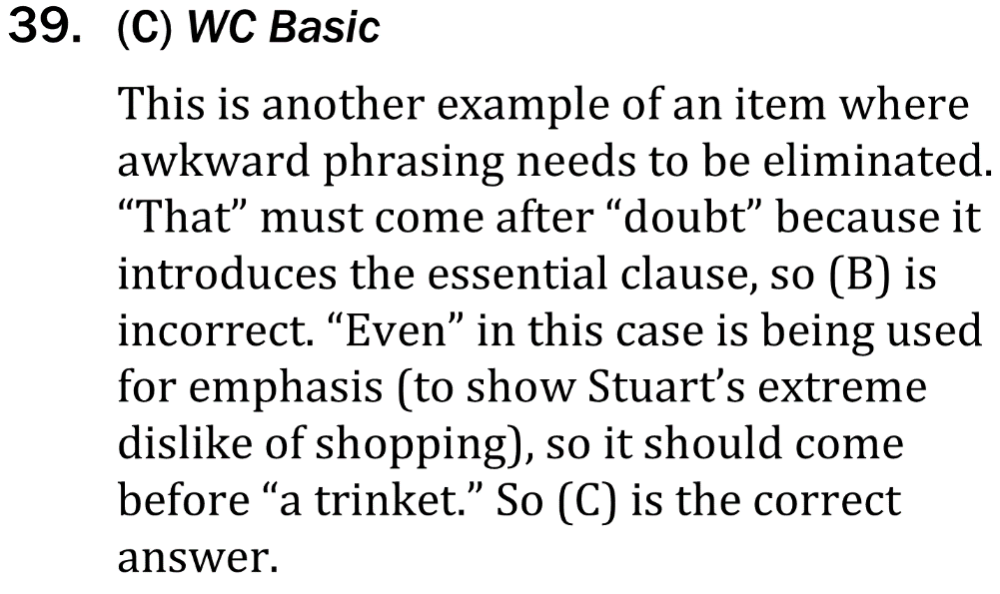 39. (C) WC Basic
This is another example of an item where
awkward phrasing needs to be eliminated.
“That” must come after “doubt” because it
introduces the essential clause, so (B) is
incorrect. “Even” in this case is being used
for emphasis (to show Stuart’s extreme
dislike of shopping), so it should come
before “a trinket.” So (C) is the correct
answer.